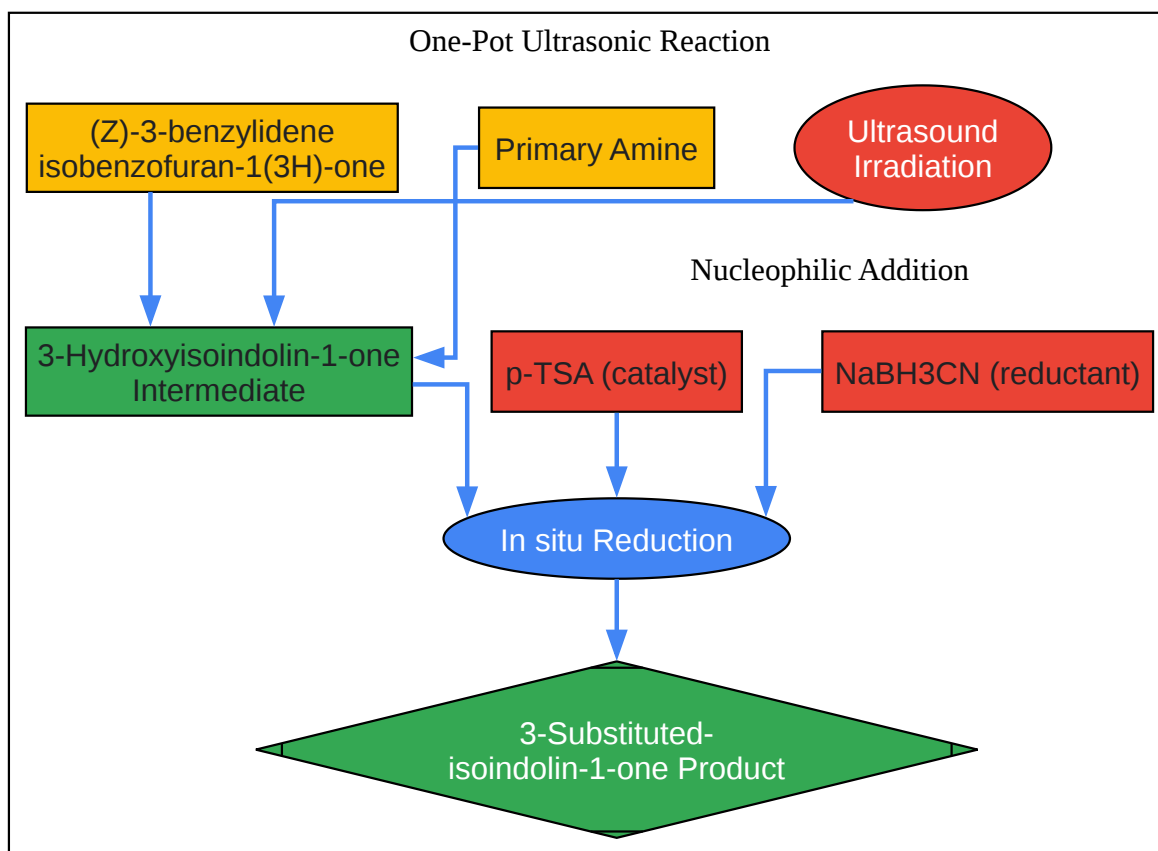 One-Pot Ultrasonic Reaction
(Z)-3-benzylidene
isobenzofuran-1(3H)-one
Primary Amine
Ultrasound
Irradiation
Nucleophilic Addition
3-Hydroxyisoindolin-1-one
Intermediate
p-TSA (catalyst)
NaBH3CN (reductant)
In situ Reduction
3-Substituted-
isoindolin-1-one Product